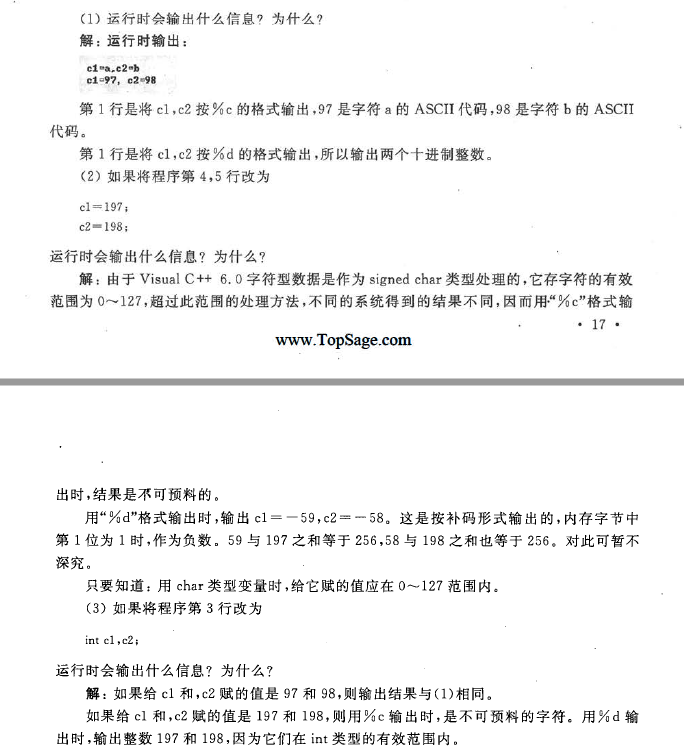 (1) 运行时会输出什么信息？为什么？
解：运行时输出：
c1=a,c2=b
c1=97, c2=98
第 1 行是将 c1,c2 按%c 的格式输出,97 是字符 a 的 ASCII 代码,98 是字符 b 的 ASCII
代码。
第 1 行是将 c1,c2 按%d 的格式输出,所以输出两个十进制整数。
(2) 如果将程序第 4,5 行改为
c1=197;
c2=198;
运行时会输出什么信息？为什么？
解：由于 Visual C++ 6.0 字符型数据是作为 signed char 类型处理的,它存字符的有效
范围为 0～127,超过此范围的处理方法,不同的系统得到的结果不同,因而用“%c”格式输
• 17 •
www.TopSage.com
出时,结果是不可预料的。
用“%d”格式输出时,输出 c1=-59,c2=-58。这是按补码形式输出的,内存字节中
第 1 位为 1 时,作为负数。59 与 197 之和等于 256,58 与 198 之和也等于 256。对此可暂不
深究。
只要知道：用 char 类型变量时,给它赋的值应在 0～127 范围内。
(3) 如果将程序第 3 行改为
int c1,c2;
运行时会输出什么信息？为什么？
解：如果给 c1 和,c2 赋的值是 97 和 98,则输出结果与(1)相同。
如果给 c1 和,c2 赋的值是 197 和 198,则用%c 输出时,是不可预料的字符。用%d 输
出时,输出整数 197 和 198,因为它们在 int 类型的有效范围内。